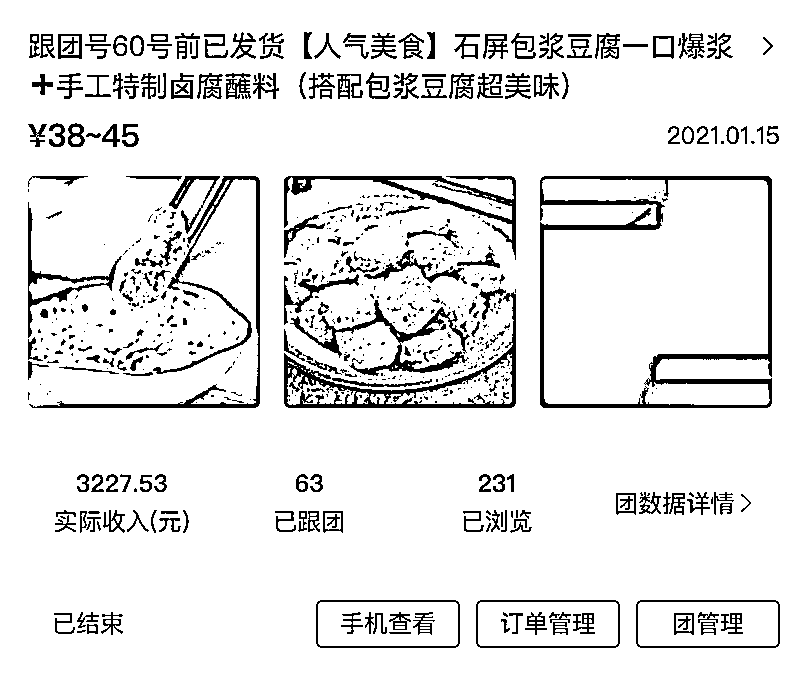 跟团号60号前已发货【人气美食】石屏包浆豆腐一口爆浆
+手工特制卤腐蘸料（搭配包浆豆腐超美味）
¥38~45
2021.01.15
3227.53 63 231
实际收入(元) 已跟团 已浏览
团数据详情
已结束 手机查看 订单管理 团管理